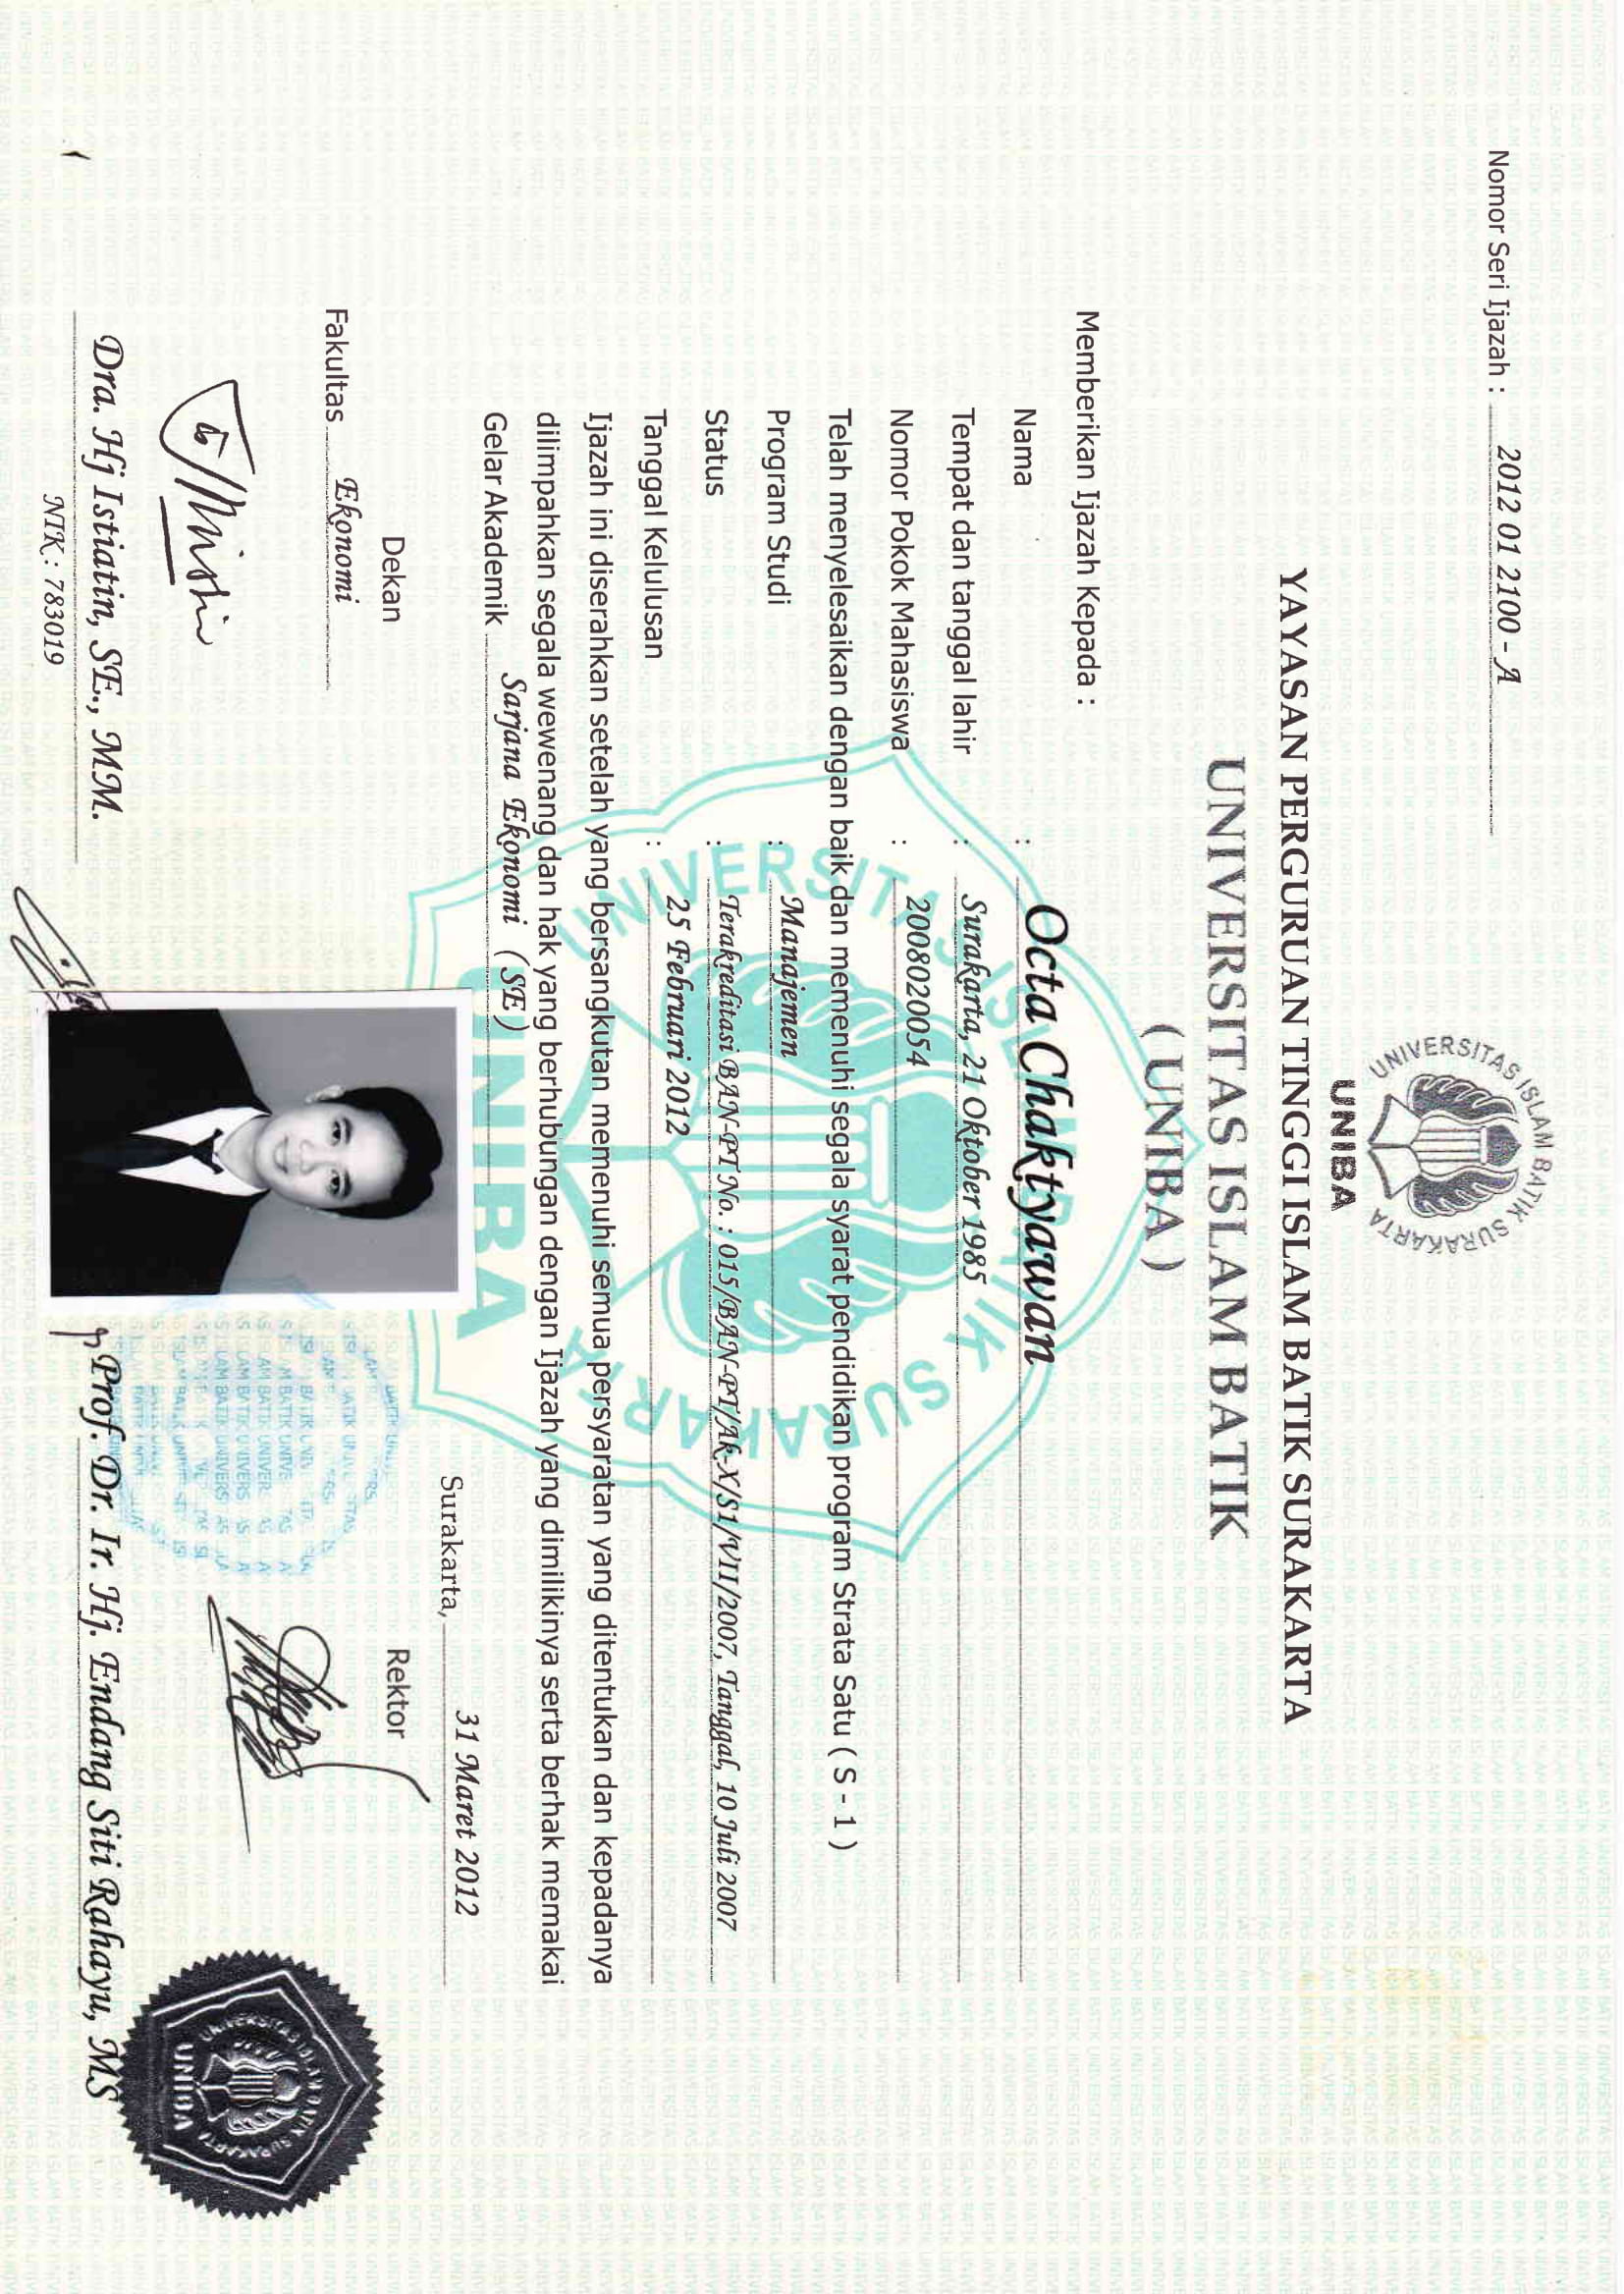 Nomor Seri Ijazah : 2012 01 2100 - A
UNIVERSITAS ISLAM BATIK SURAKARTA
UNIBA
YAYASAN PERGURUAN TINGGI ISLAM BATIK SURAKARTA
UNIVERSITAS ISLAM BATIK
( UNIBA )
Memberikan Ijazah Kepada :
Nama : Octa Chaktyawan
Tempat dan tanggal lahir : Surakarta, 21 Oktober 1985
Nomor Pokok Mahasiswa : 2008020054
Telah menyelesaikan dengan baik dan memenuhi segala syarat pendidikan program Strata Satu ( S - 1 )
Program Studi : Manajemen
Status : Terakreditasi BAN-PT No. : 015/BAN-PT/Ak-X/S1/VII/2007, Tanggal, 10 Juli 2007
Tanggal Kelulusan : 25 Februari 2012
Ijazah ini diserahkan setelah yang bersangkutan memenuhi semua persyaratan yang ditentukan dan kepadanya
dilimpahkan segala wewenang dan hak yang berhubungan dengan Ijazah yang dimilikinya serta berhak memakai
Gelar Akademik Sarjana Ekonomi (SE)
UNIVERSITAS ISLAM BATIK SURAKARTA
UNIBA
Surakarta, 31 Maret 2012
Dekan
Rektor
Fakultas Ekonomi
UNIVERSITAS ISLAM BATIK SURAKARTA
UNIBA
Dra. Hj Istiatin, SE., MM.
Prof. Dr. Ir. Hj. Endang Siti Rahayu, MS
NIK : 783019